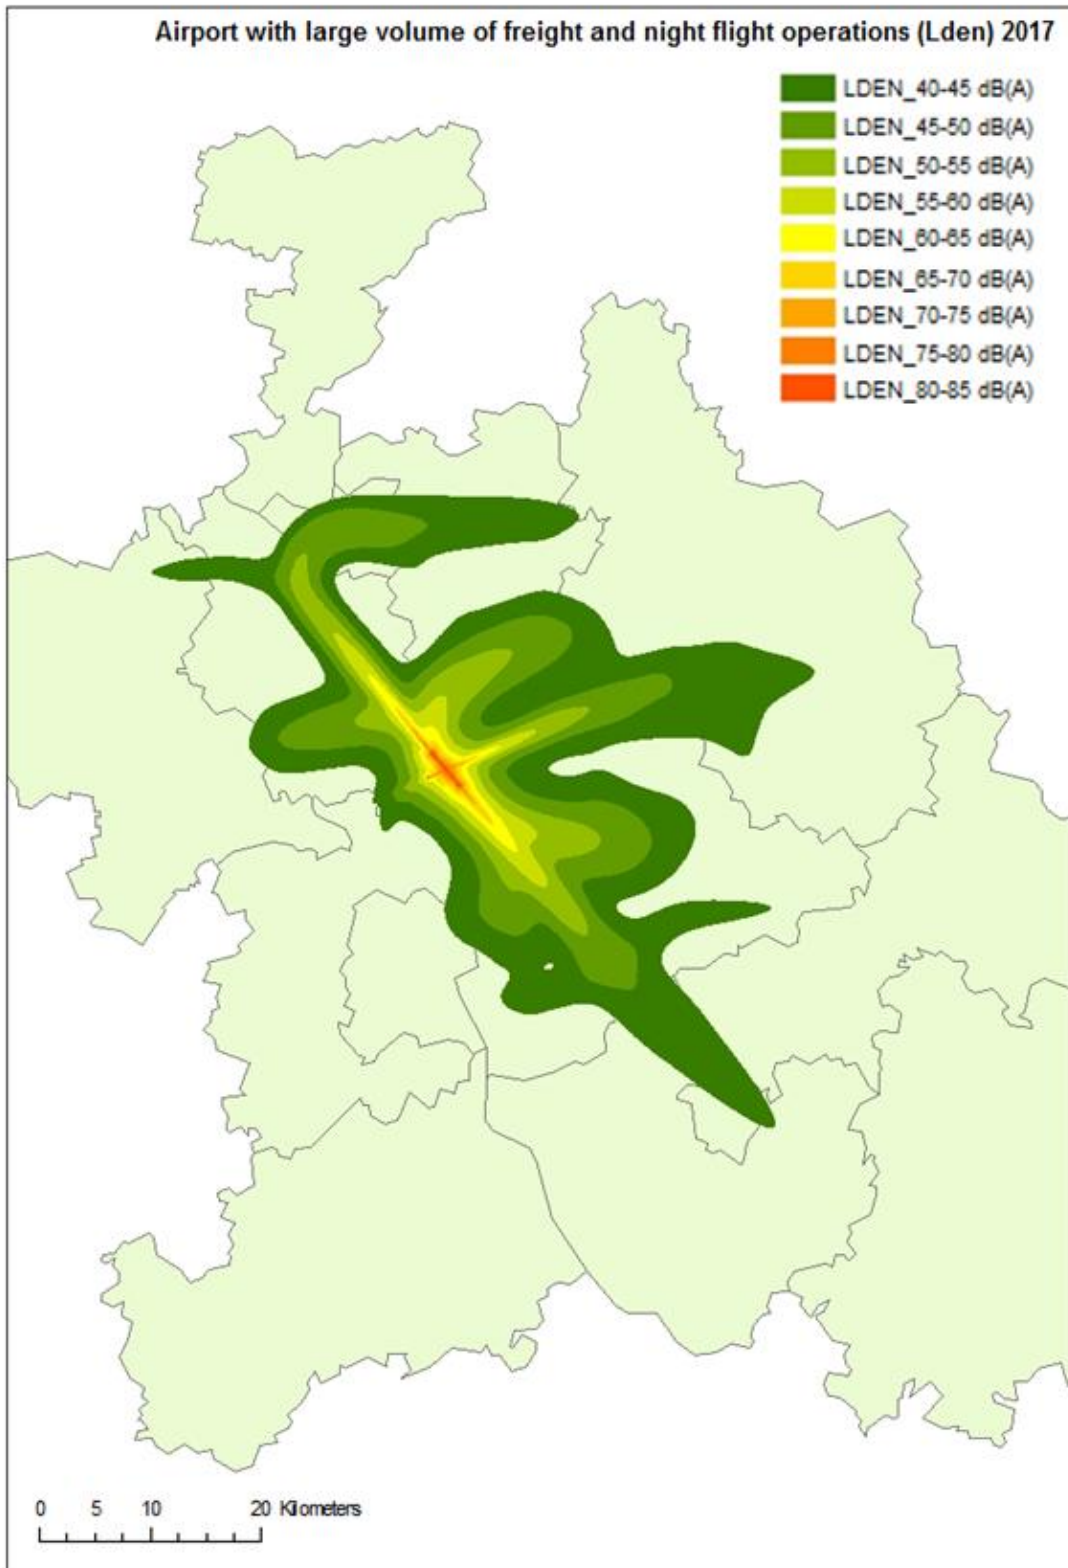 Airport with large volume of freight and night flight operations (Lden) 2017
LDEN_40-45 dB(A)
LDEN_45-50 dB(A)
LDEN_50-55 dB(A)
LDEN_55-60 dB(A)
LDEN_60-65 dB(A)
LDEN_65-70 dB(A)
LDEN_70-75 dB(A)
LDEN_75-80 dB(A)
LDEN_80-85 dB(A)
0 5 10 20 Kilometers